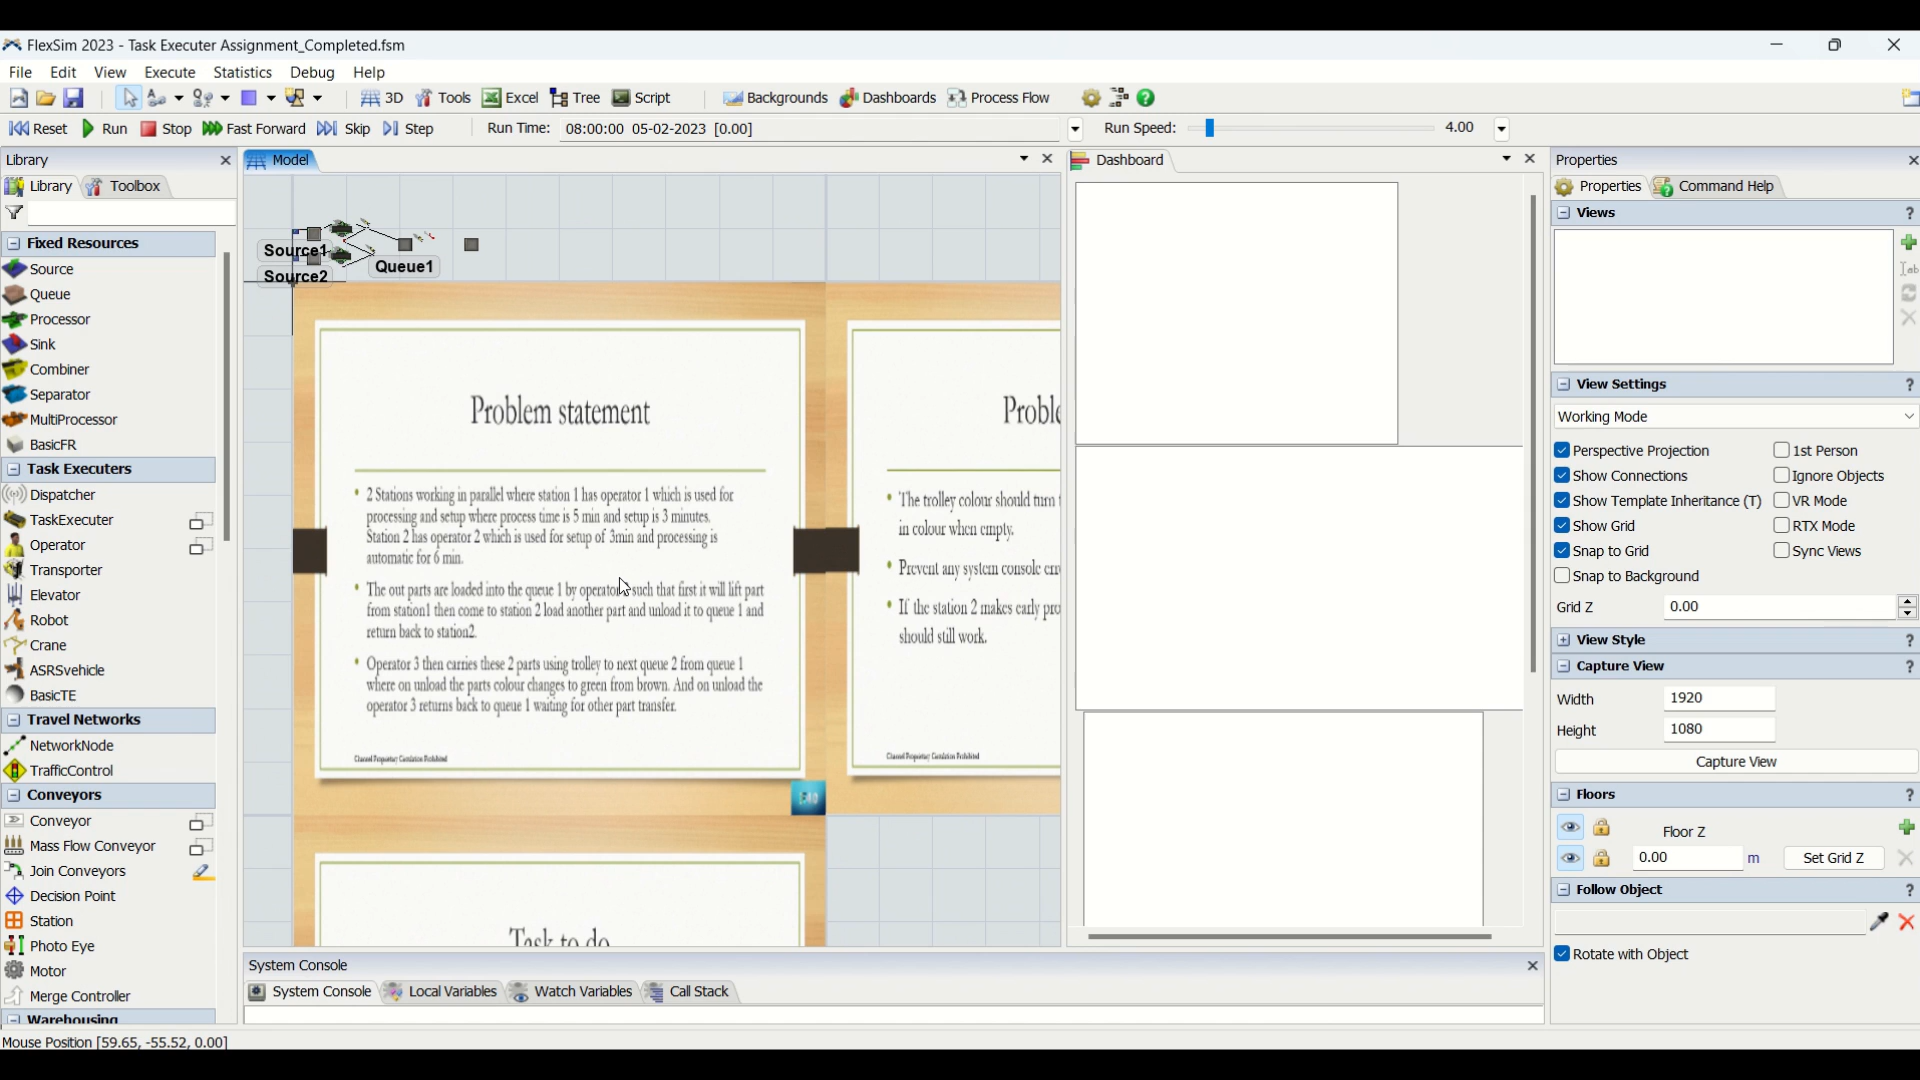 FlexSim 2023 - Task Executer Assignment_Completed.fsm
File Edit View Execute Statistics Debug Help
3D Tools Excel Tree Script Backgrounds Dashboards Process Flow
Reset Run Stop Fast Forward Skip Step Run Time: 08:00:00 05-02-2023 [0.00] Run Speed: 4.00
Library
Library Toolbox
Fixed Resources
Source
Queue
Processor
Sink
Combiner
Separator
MultiProcessor
BasicFR
Task Executers
Dispatcher
TaskExecuter
Operator
Transporter
Elevator
Robot
Crane
ASRSvehicle
BasicTE
Travel Networks
NetworkNode
TrafficControl
Conveyors
Conveyor
Mass Flow Conveyor
Join Conveyors
Decision Point
Station
Photo Eye
Motor
Merge Controller
Warehousing
Model
Source1
Source2
Queue1
Problem statement
• 2 Stations working in parallel where station 1 has operator 1 which is used for
processing and setup where process time is 5 min and setup is 3 minutes.
Station 2 has operator 2 which is used for setup of 3min and processing is
automatic for 6 min.
• The out parts are loaded into the queue 1 by operator such that first it will lift part
from station1 then come to station 2 load another part and unload it to queue 1 and
return back to station2.
• Operator 3 then carries these 2 parts using trolley to next queue 2 from queue 1
where on unload the parts colour changes to green from brown. And on unload the
operator 3 returns back to queue 1 waiting for other part transfer.
Proble
• The trolley colour should turn
in colour when empty.
• Prevent any system console err
• If the station 2 makes early pro
should still work.
Task to do
Dashboard
System Console
System Console Local Variables Watch Variables Call Stack
Properties
Properties Command Help
Views
View Settings
Working Mode
Perspective Projection 1st Person
Show Connections Ignore Objects
Show Template Inheritance (T) VR Mode
Show Grid RTX Mode
Snap to Grid Sync Views
Snap to Background
Grid Z 0.00
View Style
Capture View
Width 1920
Height 1080
Capture View
Floors
Floor Z
0.00 m Set Grid Z
Follow Object
Rotate with Object
Mouse Position [59.65, -55.52, 0.00]